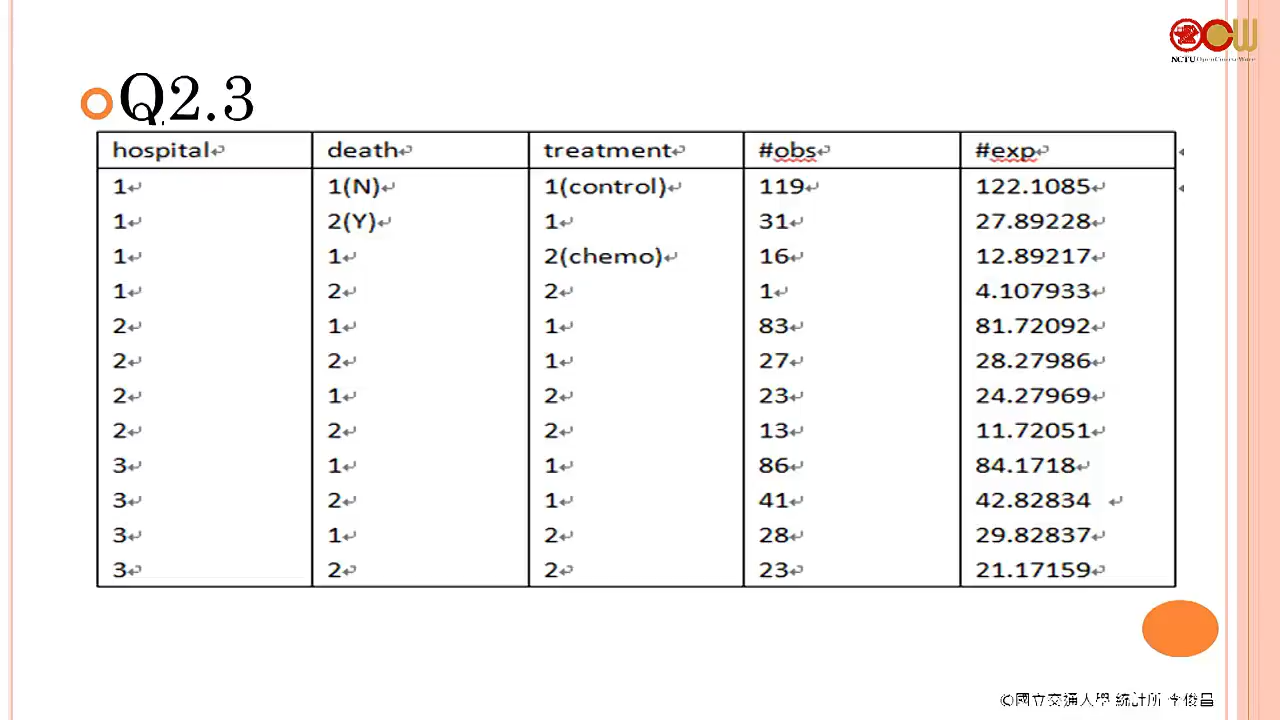 NCTU OpenCourseWare
Q2.3
hospital death treatment #obs #exp
1 1(N) 1(control) 119 122.1085
1 2(Y) 1 31 27.89228
1 1 2(chemo) 16 12.89217
1 2 2 1 4.107933
2 1 1 83 81.72092
2 2 1 27 28.27986
2 1 2 23 24.27969
2 2 2 13 11.72051
3 1 1 86 84.1718
3 2 1 41 42.82834
3 1 2 28 29.82837
3 2 2 23 21.17159
©國立交通大學 統計所 李俊昌